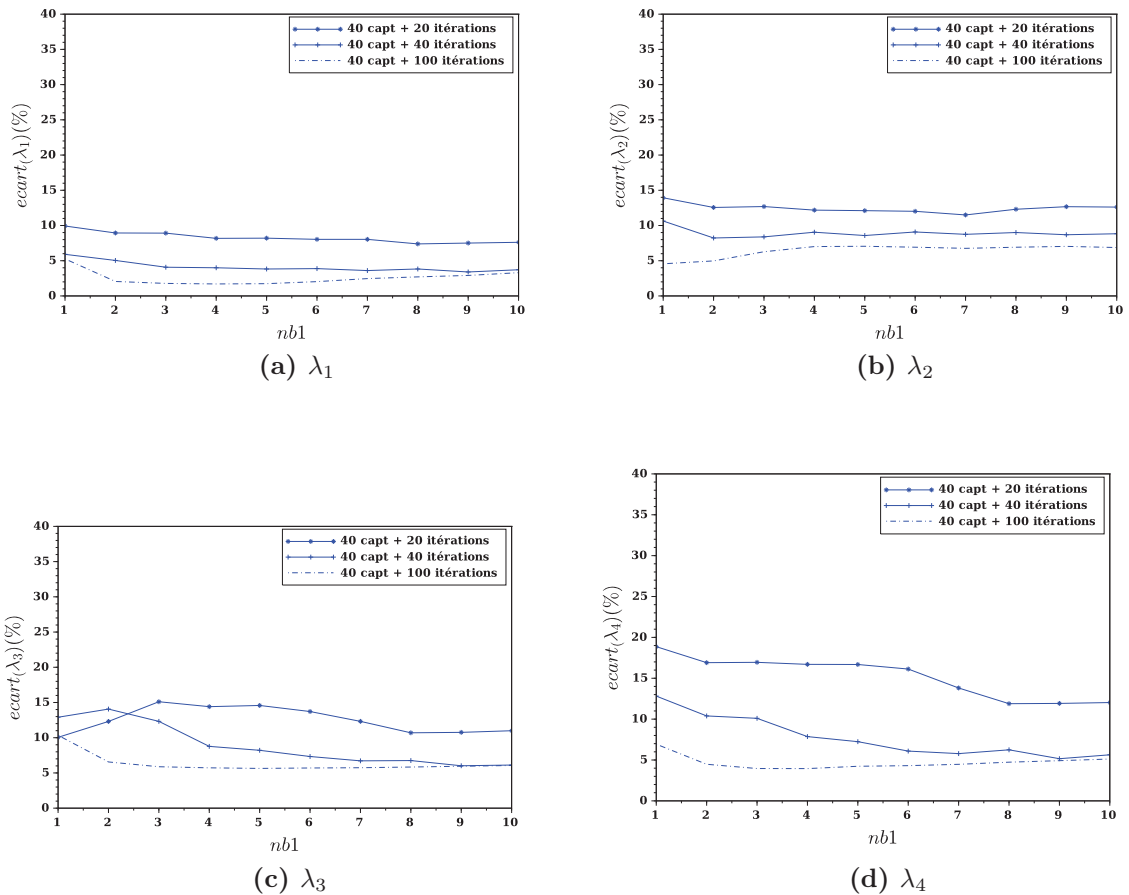 40
35
30
25
20
15
10
5
0
ecart(λ1)(%)
40 capt + 20 itérations
40 capt + 40 itérations
40 capt + 100 itérations
1 2 3 4 5 6 7 8 9 10
nb1
(a) λ1
40
35
30
25
20
15
10
5
0
ecart(λ2)(%)
40 capt + 20 itérations
40 capt + 40 itérations
40 capt + 100 itérations
1 2 3 4 5 6 7 8 9 10
nb1
(b) λ2
40
35
30
25
20
15
10
5
0
ecart(λ3)(%)
40 capt + 20 itérations
40 capt + 40 itérations
40 capt + 100 itérations
1 2 3 4 5 6 7 8 9 10
nb1
(c) λ3
40
35
30
25
20
15
10
5
0
ecart(λ4)(%)
40 capt + 20 itérations
40 capt + 40 itérations
40 capt + 100 itérations
1 2 3 4 5 6 7 8 9 10
nb1
(d) λ4